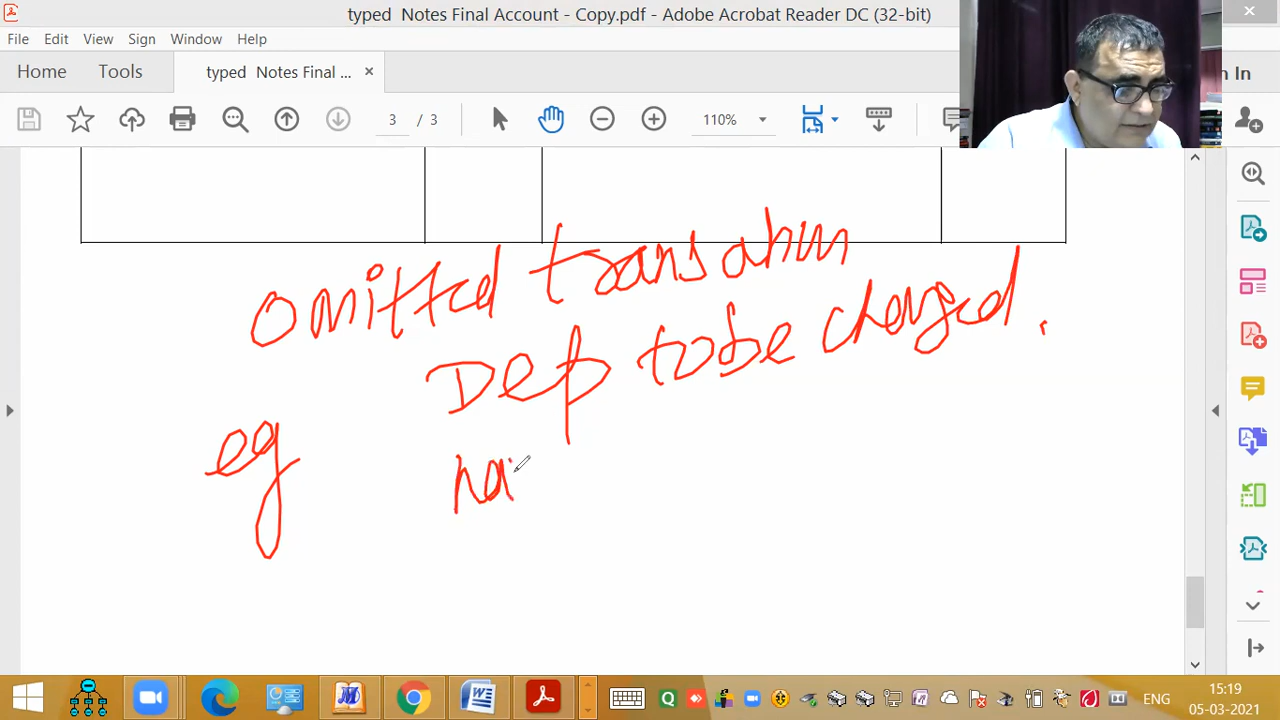 typed Notes Final Account - Copy.pdf - Adobe Acrobat Reader DC (32-bit)
File Edit View Sign Window Help
Home Tools typed Notes Final ... In
3 / 3 110%
Omitted transation
Dep to be charged.
eg
ENG
15:19
05-03-2021